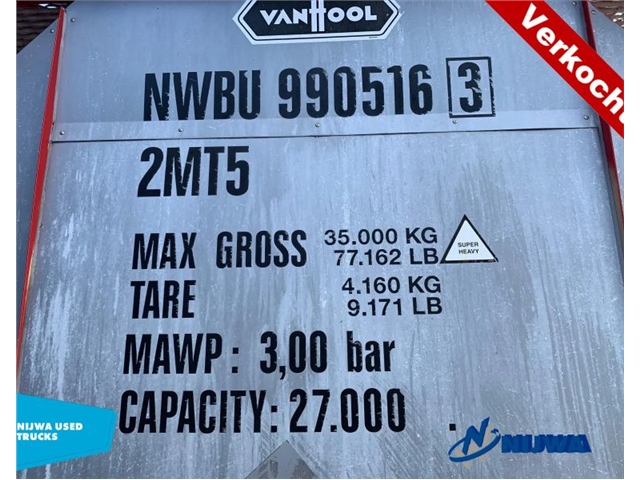 VANHOOL
Verkocht
NWBU 990516 3
2MT5
MAX GROSS 35.000 KG
77.162 LB
SUPER
HEAVY
TARE 4.160 KG
9.171 LB
MAWP: 3,00 bar
CAPACITY: 27.000 .
NIJWA USED
TRUCKS
NIJWA